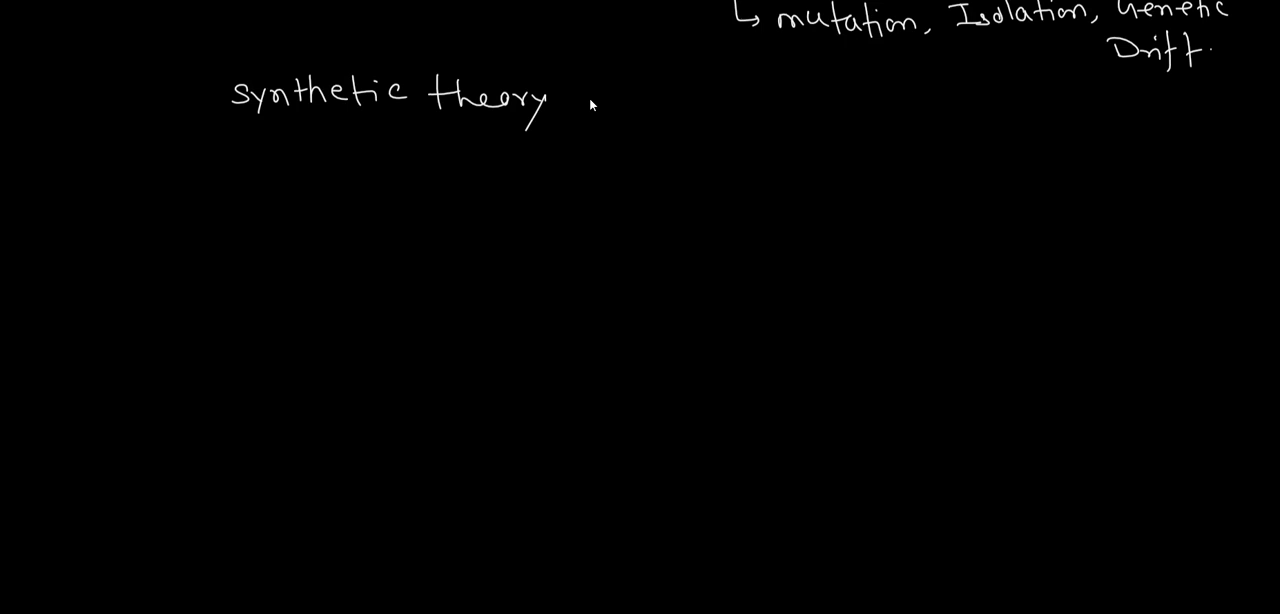 ↳ mutation, Isolation, Genetic
Drift.
synthetic theory